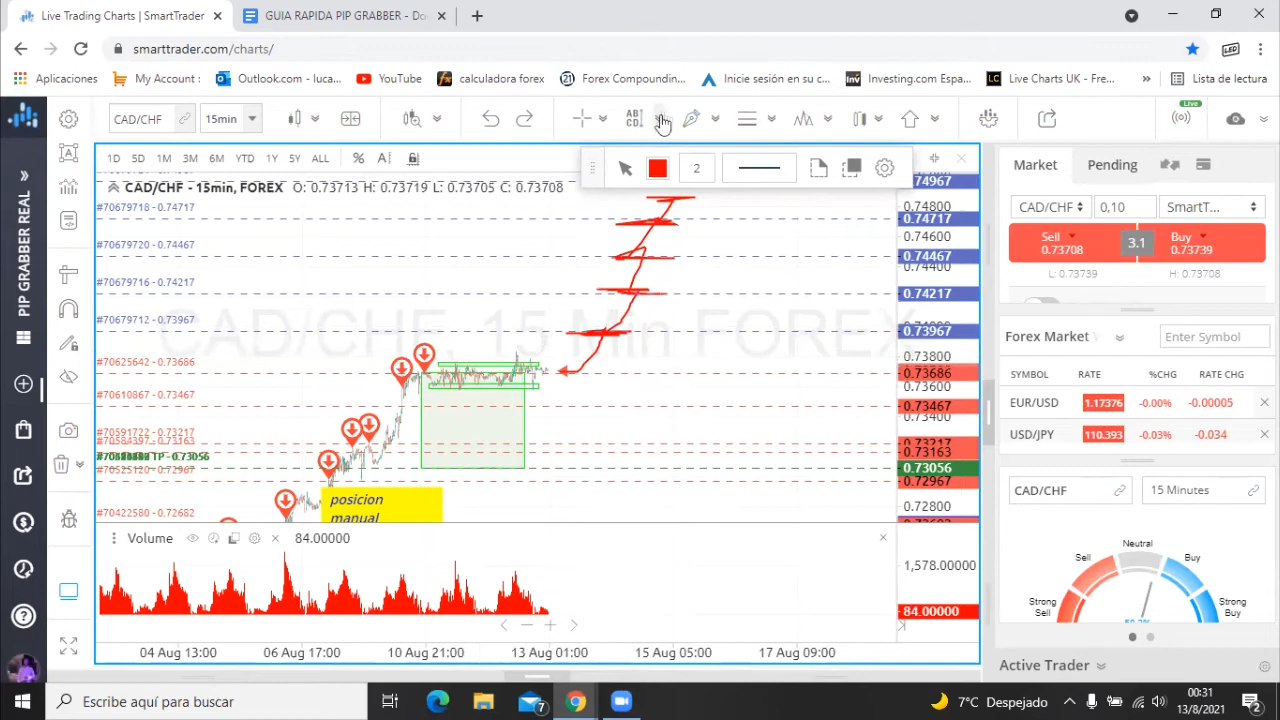 Live Trading Charts | SmartTrader
GUIA RAPIDA PIP GRABBER - Do
smarttrader.com/charts/
Aplicaciones
My Account :
Outlook.com - luca...
YouTube
calculadora forex
Forex Compoundin...
Inicie sesión en su c...
Investing.com Espa...
Live Charts UK - Fre...
Lista de lectura
CAD/CHF
15min
AB
CD
Live
1D 5D 1M 3M 6M YTD 1Y 5Y ALL
2
CAD/CHF - 15min, FOREX O: 0.73713 H: 0.73719 L: 0.73705 C: 0.73708
CAD/CHF, 15 Min FOREX
#70679718 - 0.74717
#70679720 - 0.74467
#70679716 - 0.74217
#70679712 - 0.73967
#70625642 - 0.73686
#70610867 - 0.73467
#70591722 - 0.73217
#70525120 - 0.72967
#70422580 - 0.72682
posicion
manual
0.74967
0.74800
0.74717
0.74600
0.74467
0.74400
0.74217
0.73967
0.73800
0.73686
0.73600
0.73467
0.73400
0.73217
0.73163
0.73056
0.72967
0.72800
Volume
84.00000
1,578.00000
84.00000
04 Aug 13:00
06 Aug 17:00
10 Aug 21:00
13 Aug 01:00
15 Aug 05:00
17 Aug 09:00
PIP GRABBER REAL
Market
Pending
CAD/CHF
0,10
SmartT...
Sell
0.73708
3.1
Buy
0.73739
L: 0.73739
H: 0.73708
Forex Market
Enter Symbol
SYMBOL RATE %CHG RATE CHG
EUR/USD 1.17376 -0.00% -0.00005
USD/JPY 110.393 -0.03% -0.034
CAD/CHF
15 Minutes
Neutral
Sell
Buy
Strong
Sell
Strong
Buy
Active Trader
Escribe aquí para buscar
7
7°C Despejado
00:31
13/8/2021
2